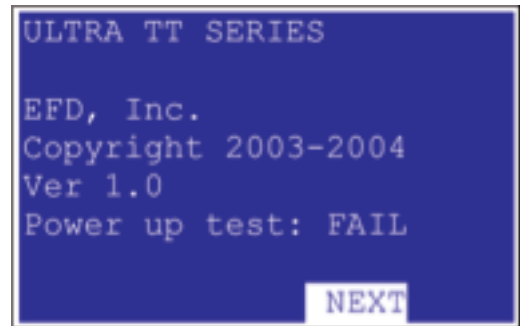 ULTRA TT SERIES
EFD, Inc.
Copyright 2003-2004
Ver 1.0
Power up test: FAIL
NEXT